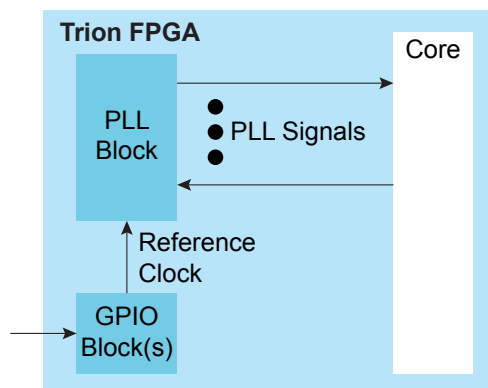 Trion FPGA
Core
PLL
Block
PLL Signals
Reference
Clock
GPIO
Block(s)